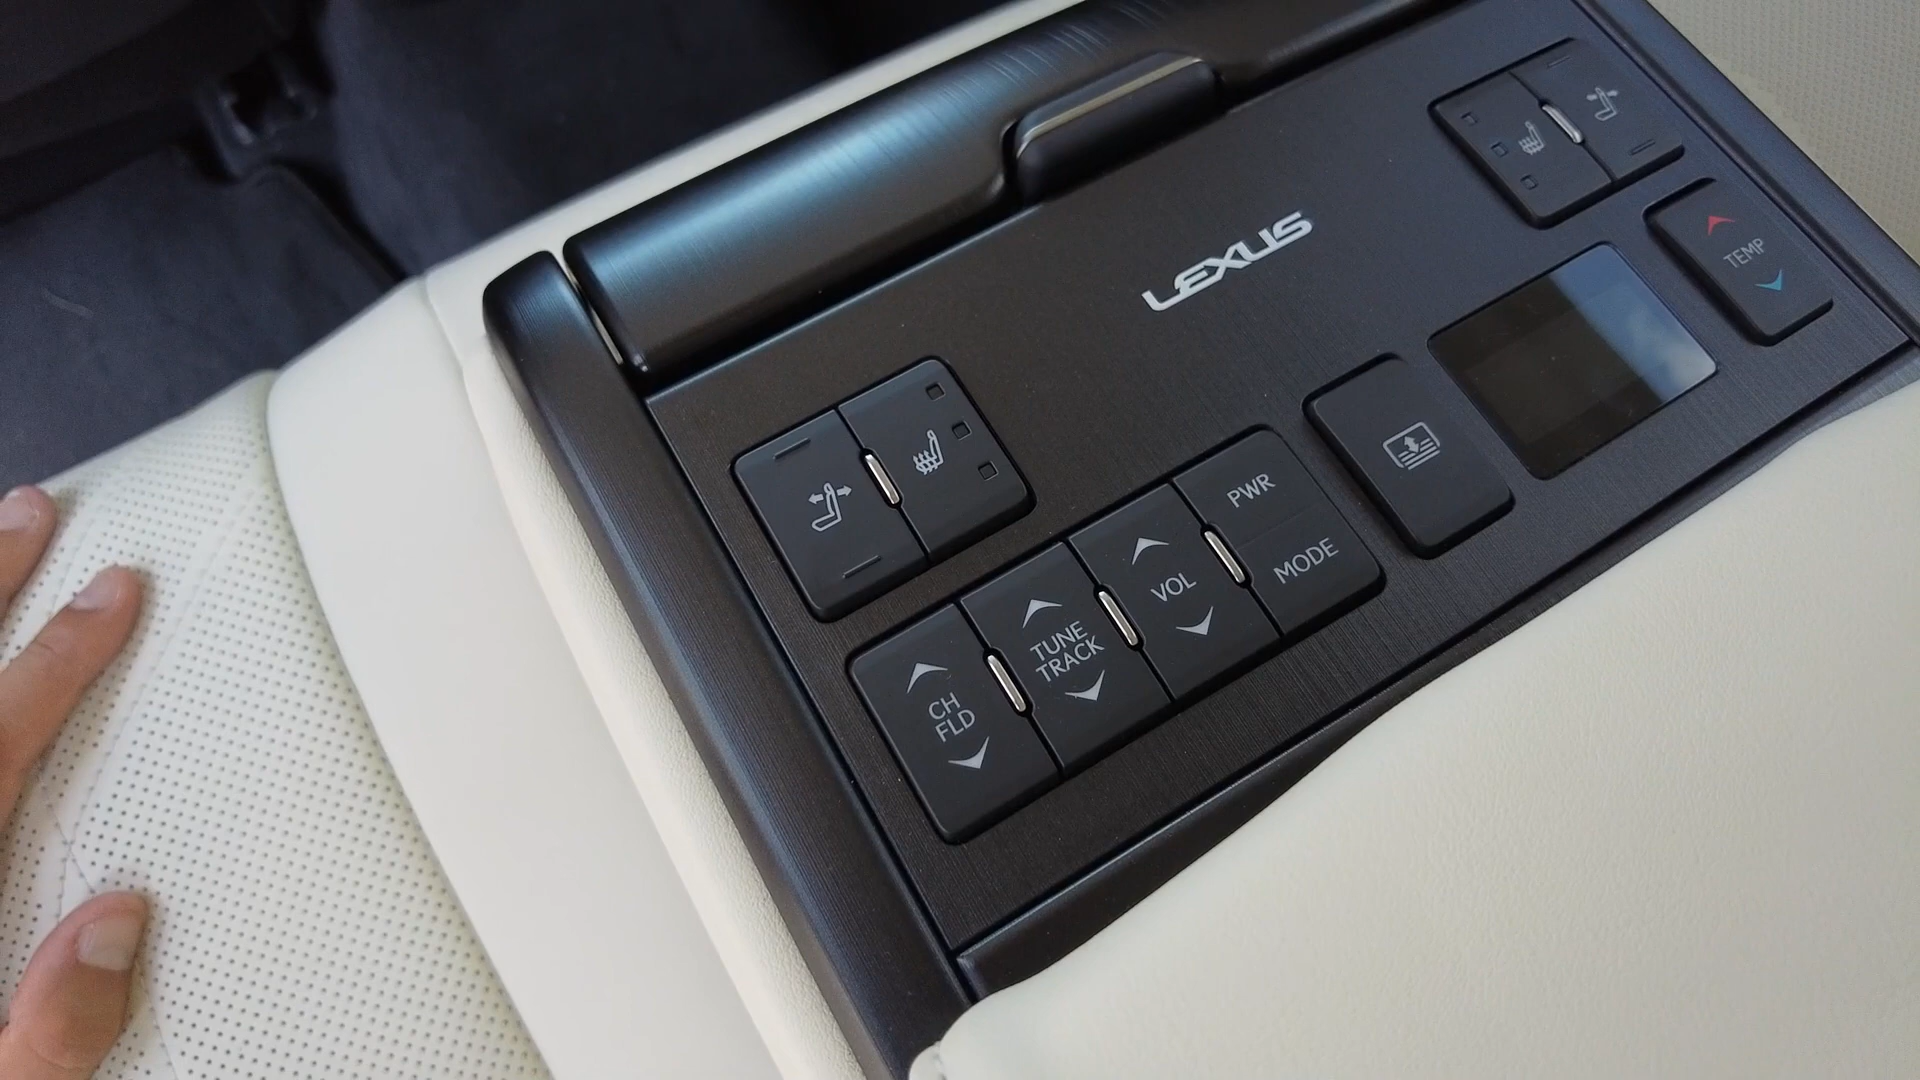 LEXUS
TEMP
PWR
MODE
VOL
TUNE
TRACK
CH
FLD